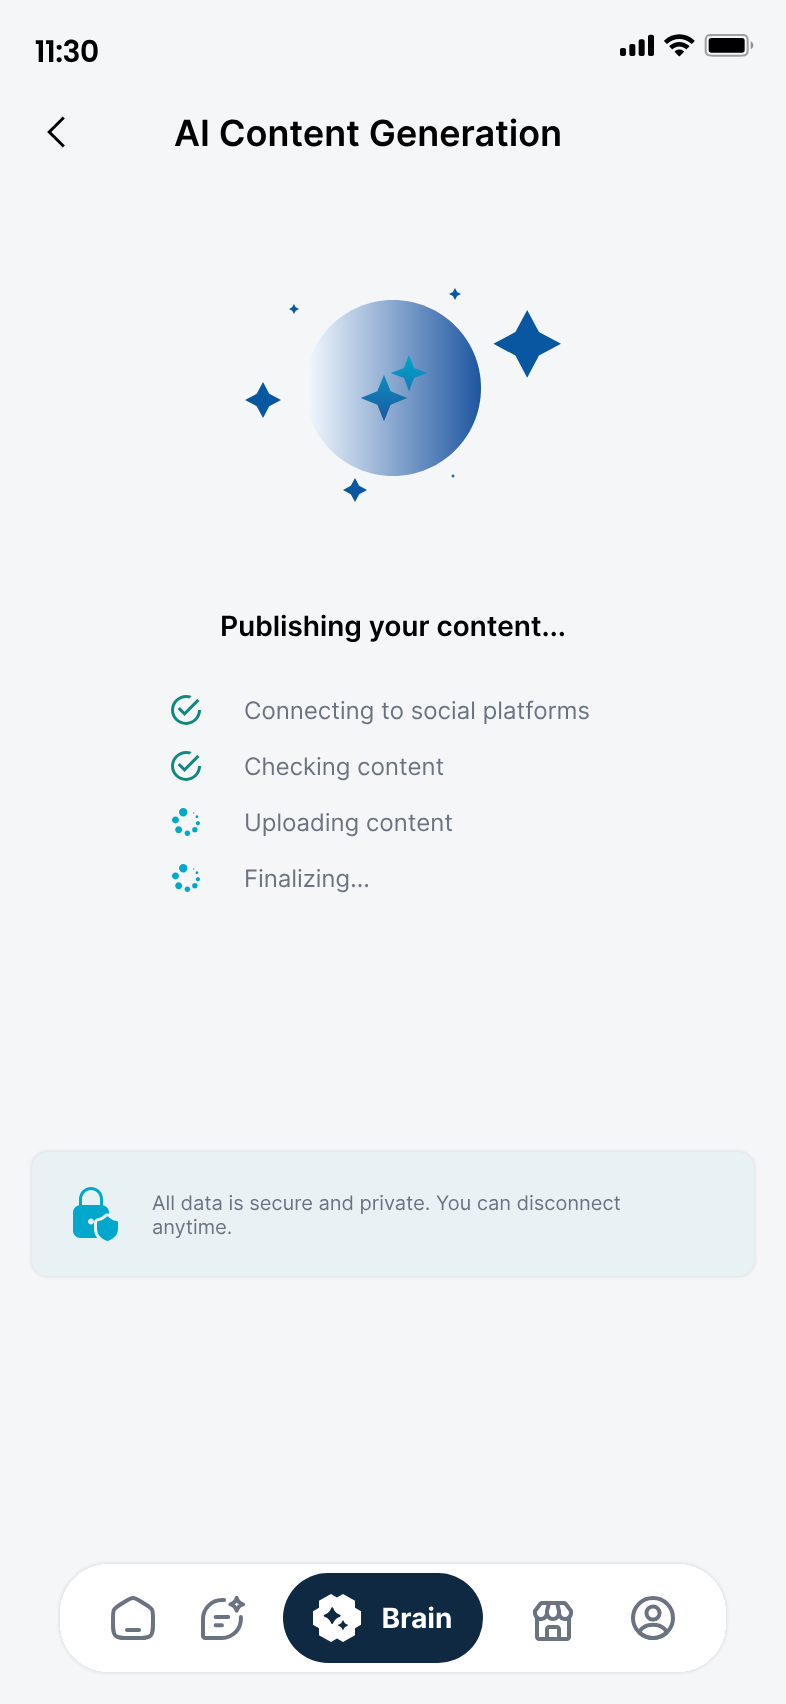 11:30
AI Content Generation
Publishing your content...
Connecting to social platforms
Checking content
Uploading content
Finalizing...
All data is secure and private. You can disconnect
anytime.
Brain